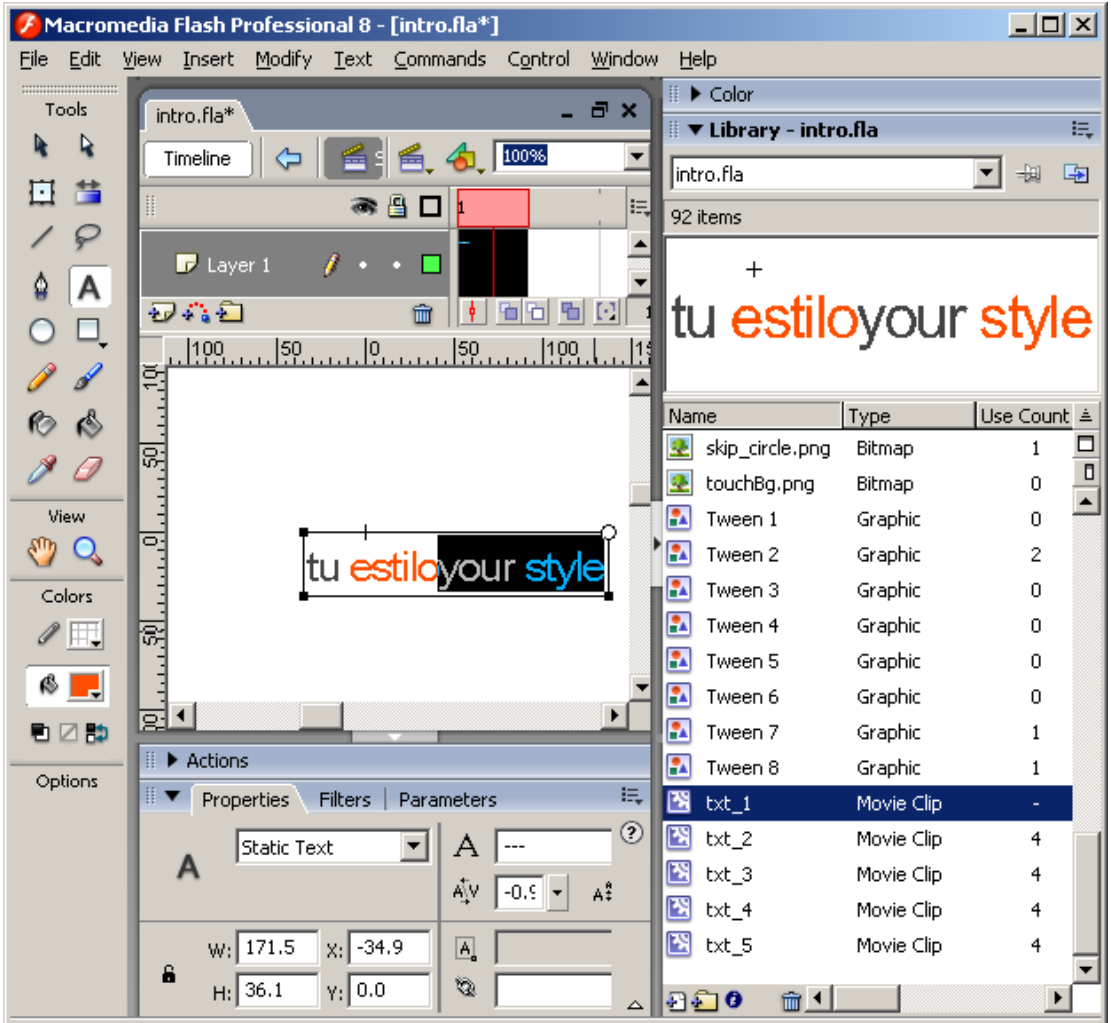 Macromedia Flash Professional 8 - [intro.fla*]
File Edit View Insert Modify Text Commands Control Window Help
Tools
View
Colors
Options
intro.fla*
Timeline
100%
1
Layer 1
100 50 0 50 100
50
0
50
tu estiloyour style
Actions
Properties Filters Parameters
Static Text
A
A
---
W: 171.5 X: -34.9
H: 36.1 Y: 0.0
Color
Library - intro.fla
intro.fla
92 items
tu estiloyour style
Name Type Use Count
skip_circle.png Bitmap 1
touchBg.png Bitmap 0
Tween 1 Graphic 0
Tween 2 Graphic 2
Tween 3 Graphic 0
Tween 4 Graphic 0
Tween 5 Graphic 0
Tween 6 Graphic 0
Tween 7 Graphic 1
Tween 8 Graphic 1
txt_1 Movie Clip -
txt_2 Movie Clip 4
txt_3 Movie Clip 4
txt_4 Movie Clip 4
txt_5 Movie Clip 4